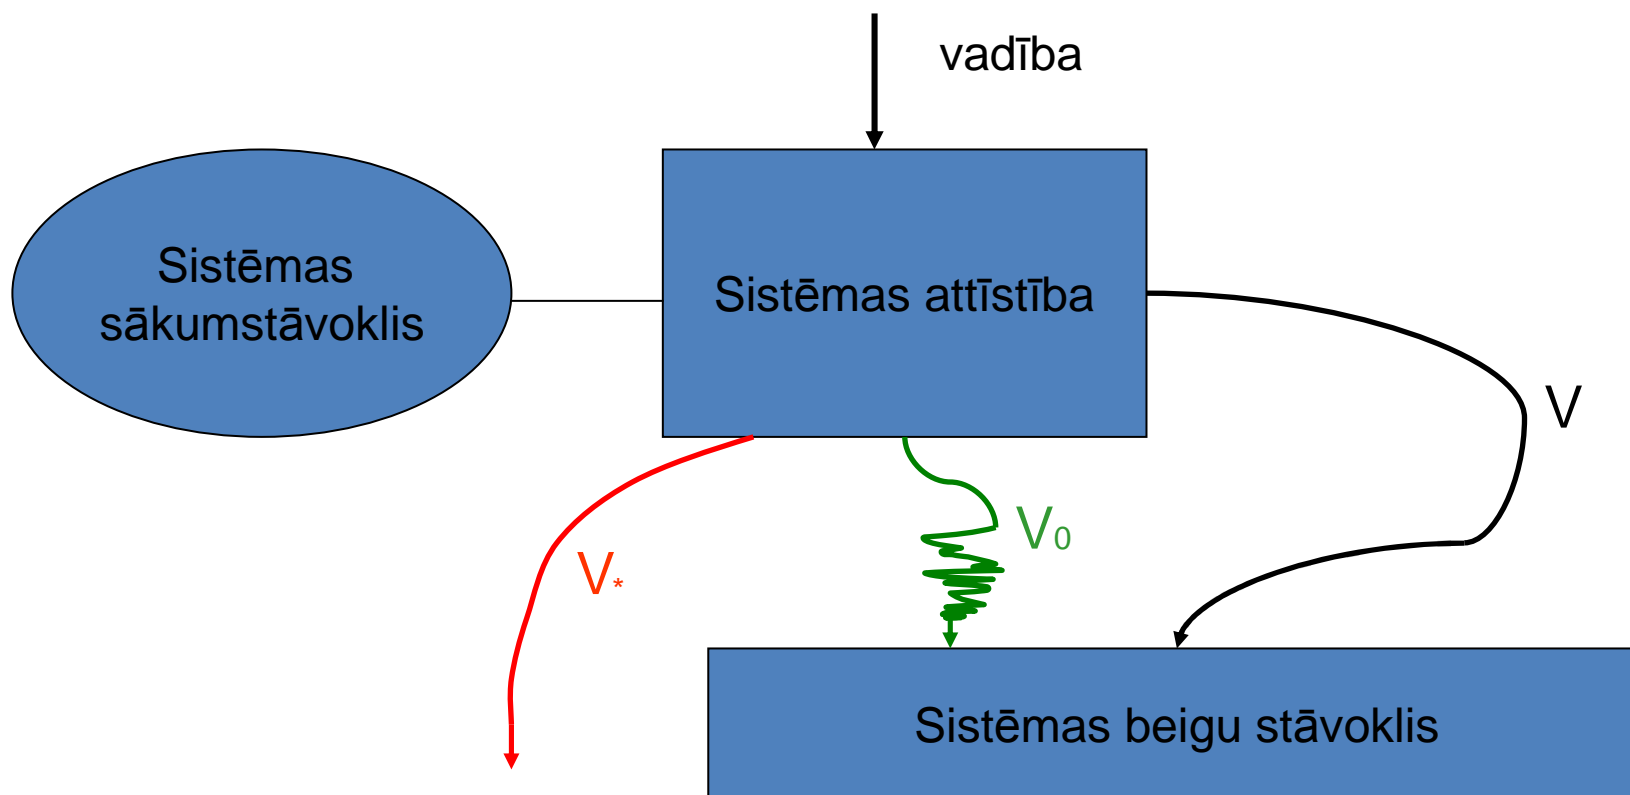 vadība
Sistēmas
sākumstāvoklis
Sistēmas attīstība
V
V₀
V*
Sistēmas beigu stāvoklis